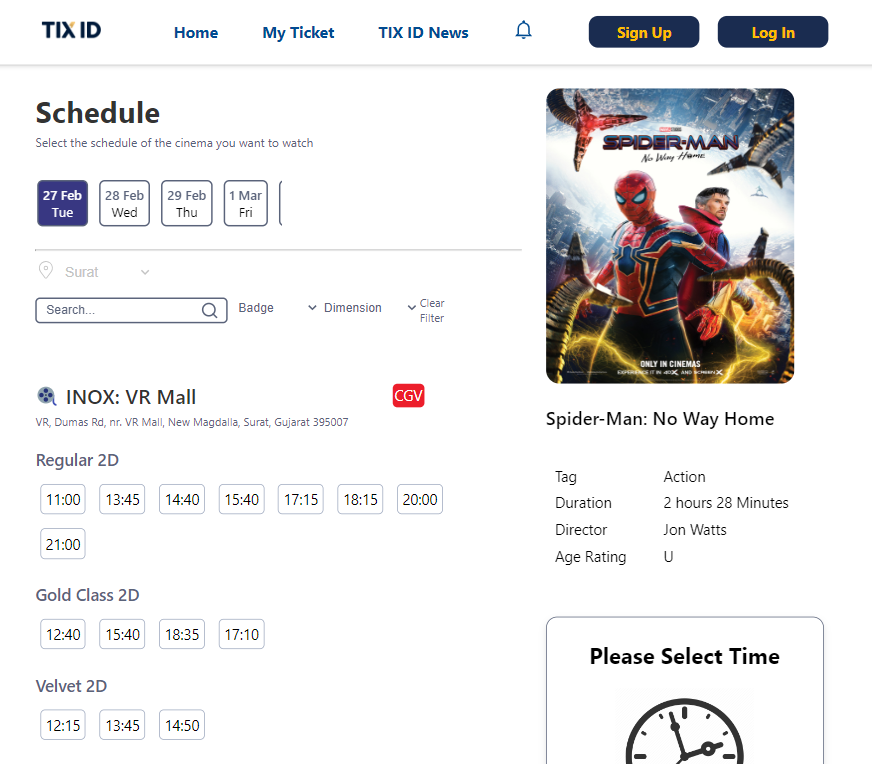 TIX ID
Home
My Ticket
TIX ID News
Sign Up
Log In
Schedule
Select the schedule of the cinema you want to watch
27 Feb
Tue
28 Feb
Wed
29 Feb
Thu
1 Mar
Fri
Surat
Search...
Badge
Dimension
Clear
Filter
INOX: VR Mall
CGV
VR, Dumas Rd, nr. VR Mall, New Magdalla, Surat, Gujarat 395007
Regular 2D
11:00 13:45 14:40 15:40 17:15 18:15 20:00
21:00
Gold Class 2D
12:40 15:40 18:35 17:10
Velvet 2D
12:15 13:45 14:50
SPIDER-MAN
No Way Home
ONLY IN CINEMAS
EXPERIENCE IT IN 4DX AND SCREENX
Spider-Man: No Way Home
Tag Action
Duration 2 hours 28 Minutes
Director Jon Watts
Age Rating U
Please Select Time